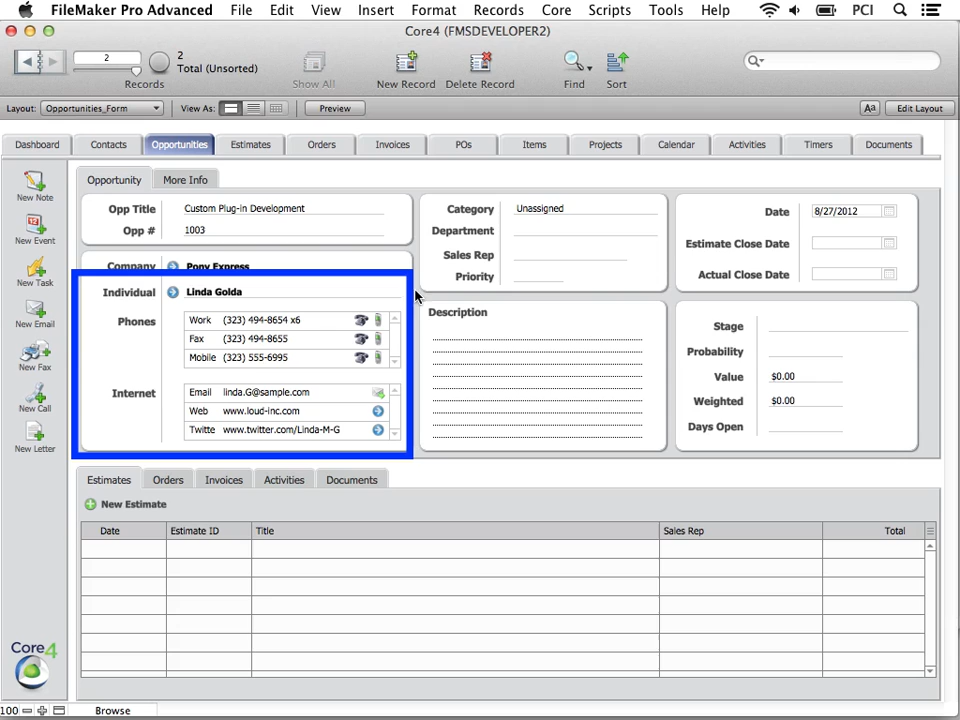 FileMaker Pro Advanced File Edit View Insert Format Records Core Scripts Tools Help PCI
Core4 (FMSDEVELOPER2)
2
2
Total (Unsorted)
Records
Show All
New Record
Delete Record
Find
Sort
Layout: Opportunities_Form View As: Preview Aa Edit Layout
Dashboard Contacts Opportunities Estimates Orders Invoices POs Items Projects Calendar Activities Timers Documents
New Note
New Event
New Task
New Email
New Fax
New Call
New Letter
Opportunity More Info
Opp Title Custom Plug-in Development
Opp # 1003
Company Pony Express
Individual Linda Golda
Phones
Work (323) 494-8654 x6
Fax (323) 494-8655
Mobile (323) 555-6995
Internet
Email linda.G@sample.com
Web www.loud-inc.com
Twitte www.twitter.com/Linda-M-G
Category Unassigned
Department
Sales Rep
Priority
Description
Date 8/27/2012
Estimate Close Date
Actual Close Date
Stage
Probability
Value $0.00
Weighted $0.00
Days Open
Estimates Orders Invoices Activities Documents
New Estimate
Date Estimate ID Title Sales Rep Total
Core4
100 Browse